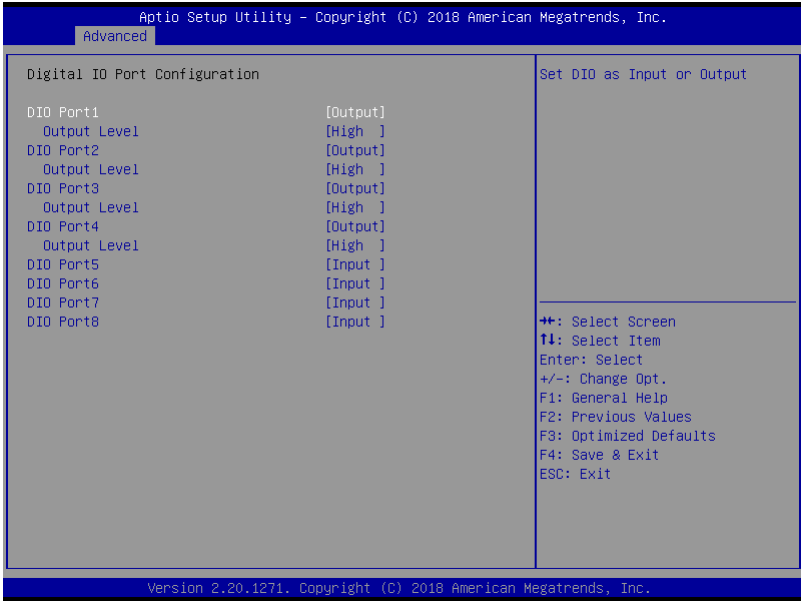 Aptio Setup Utility – Copyright (C) 2018 American Megatrends, Inc.
Advanced
Digital IO Port Configuration
DIO Port1 [Output]
Output Level [High ]
DIO Port2 [Output]
Output Level [High ]
DIO Port3 [Output]
Output Level [High ]
DIO Port4 [Output]
Output Level [High ]
DIO Port5 [Input ]
DIO Port6 [Input ]
DIO Port7 [Input ]
DIO Port8 [Input ]
Set DIO as Input or Output
→←: Select Screen
↑↓: Select Item
Enter: Select
+/-: Change Opt.
F1: General Help
F2: Previous Values
F3: Optimized Defaults
F4: Save & Exit
ESC: Exit
Version 2.20.1271. Copyright (C) 2018 American Megatrends, Inc.